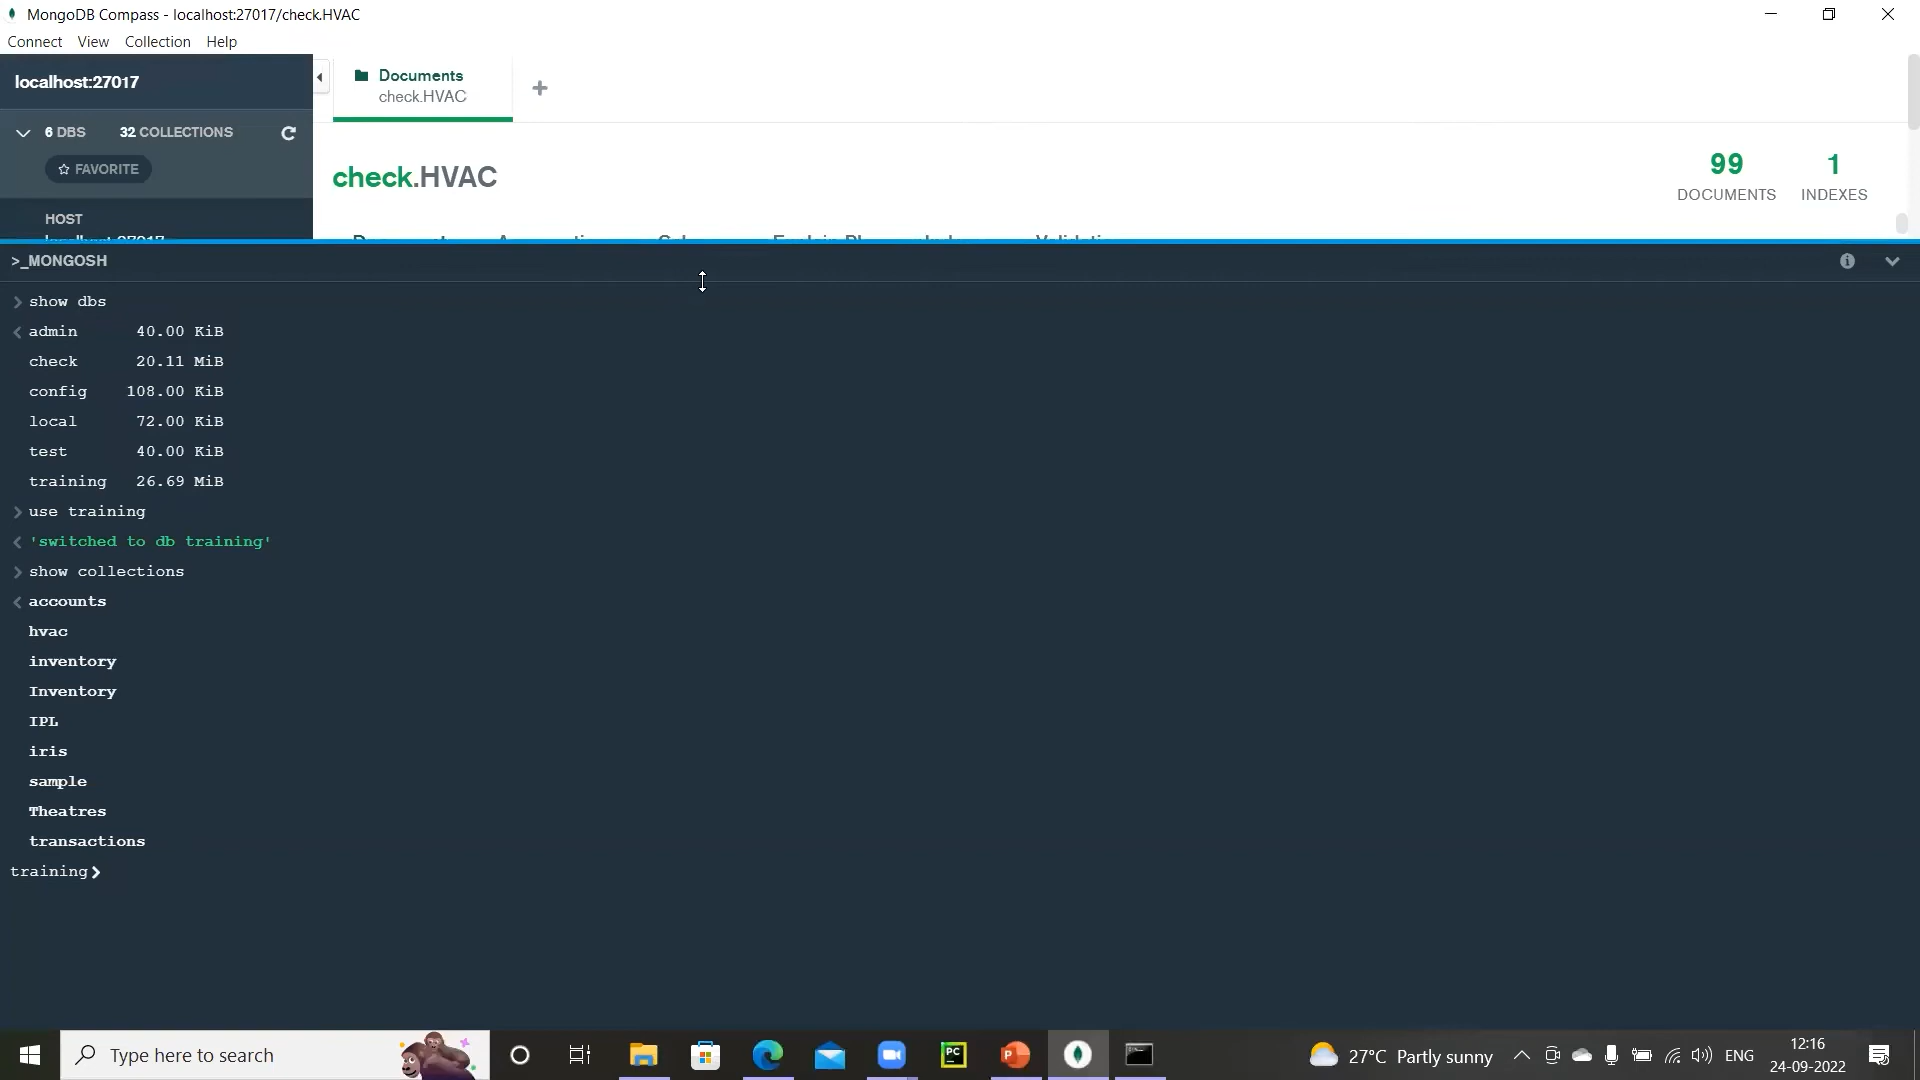 MongoDB Compass - localhost:27017/check.HVAC
Connect View Collection Help
localhost:27017
Documents
check.HVAC
6 DBS 32 COLLECTIONS
FAVORITE
check.HVAC
99
DOCUMENTS
1
INDEXES
HOST
>_MONGOSH
show dbs
admin 40.00 KiB
check 20.11 MiB
config 108.00 KiB
local 72.00 KiB
test 40.00 KiB
training 26.69 MiB
use training
'switched to db training'
show collections
accounts
hvac
inventory
Inventory
IPL
iris
sample
Theatres
transactions
training>
Type here to search
PC
27°C Partly sunny
ENG
12:16
24-09-2022